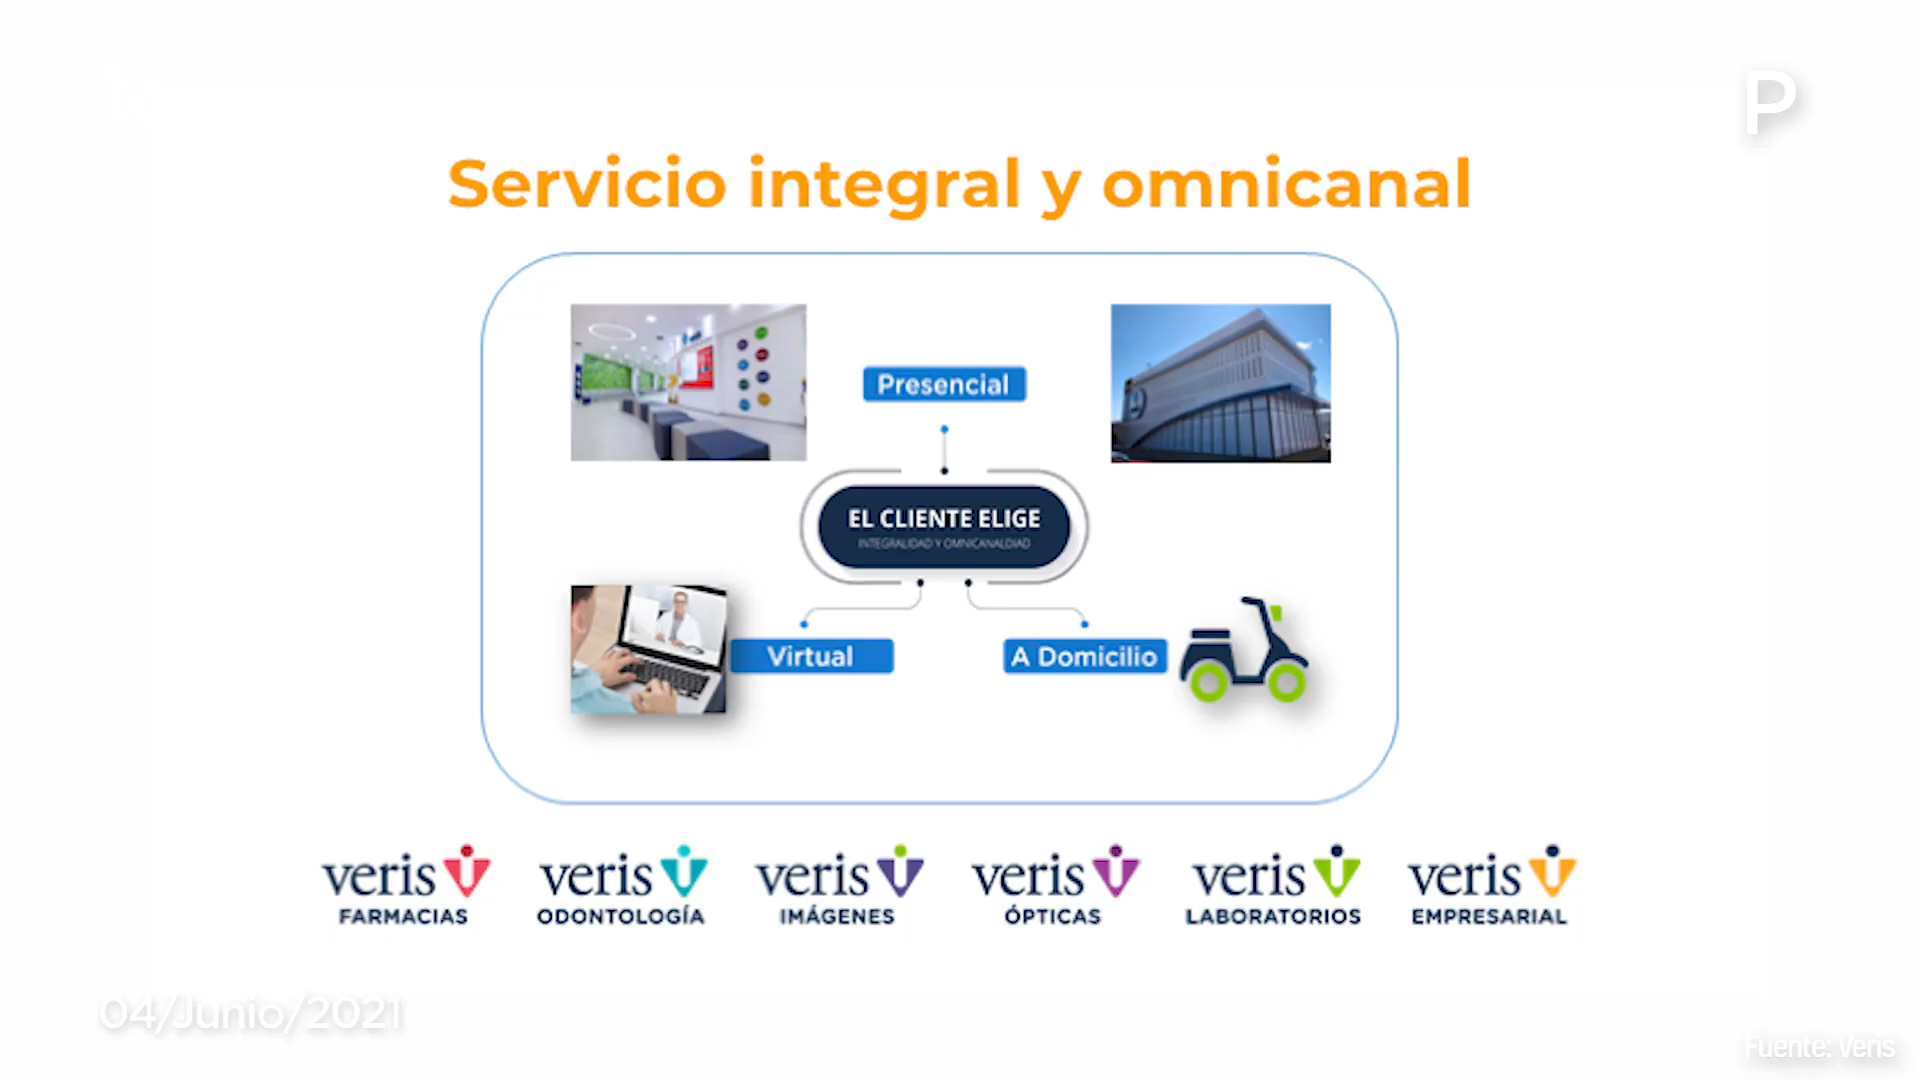 P
Servicio integral y omnicanal
Presencial
EL CLIENTE ELIGE
INTEGRALIDAD Y OMNICANALDIAD
Virtual
A Domicilio
veris
FARMACIAS
veris
ODONTOLOGÍA
veris
IMÁGENES
veris
ÓPTICAS
veris
LABORATORIOS
veris
EMPRESARIAL
04/Junio/2021
Fuente: Veris